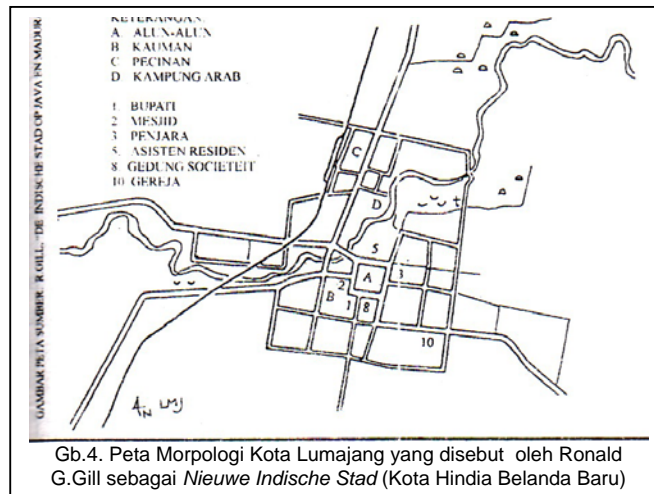 KETERANGAN:
A. ALUN-ALUN
B KAUMAN
C PECINAN
D KAMPUNG ARAB
1. BUPATI
2 MESJID
3 PENJARA
5. ASISTEN RESIDEN
8. GEDUNG SOCIETEIT
10 GEREJA
GAMBAR PETA SUMBER. R GILL, "DE INDISCHE STAD OP JAVA EN MADURA
C
D
5
A
3
2
B
1
8
10
LMJ
Gb.4. Peta Morpologi Kota Lumajang yang disebut oleh Ronald
G.Gill sebagai Nieuwe Indische Stad (Kota Hindia Belanda Baru)